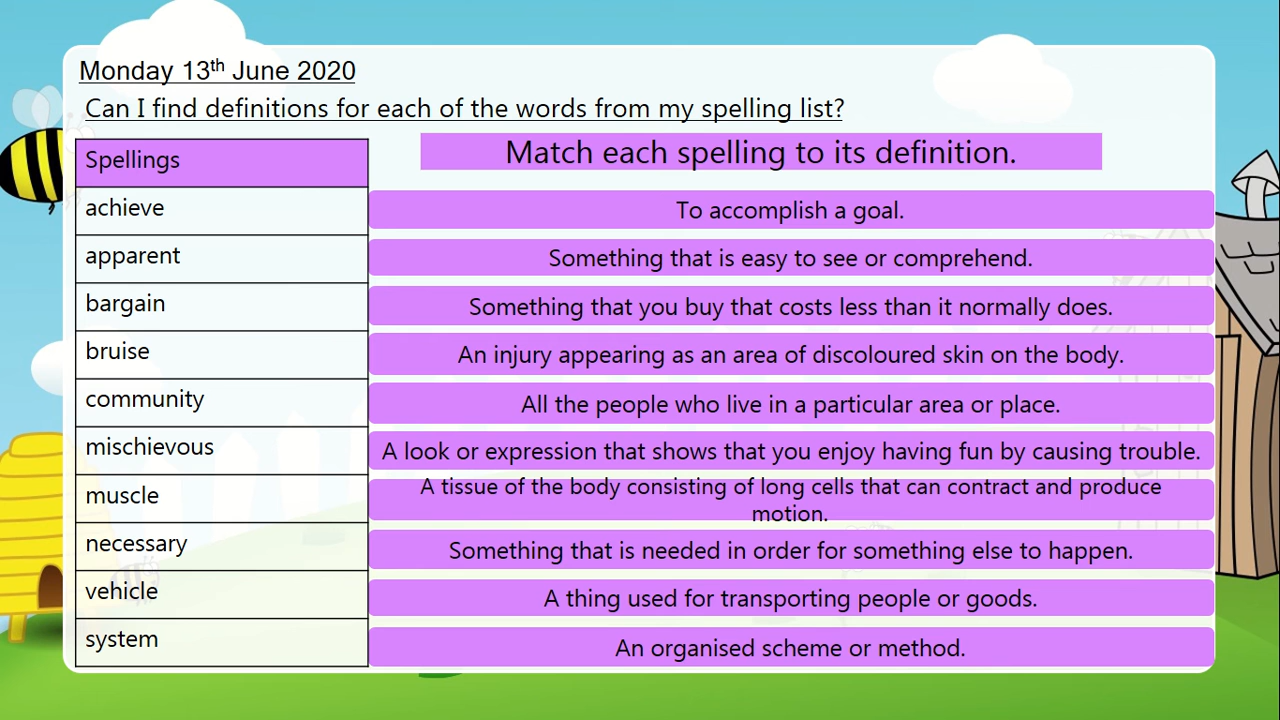 Monday 13th June 2020
Can I find definitions for each of the words from my spelling list?
Spellings
Match each spelling to its definition.
achieve
To accomplish a goal.
apparent
Something that is easy to see or comprehend.
bargain
Something that you buy that costs less than it normally does.
bruise
An injury appearing as an area of discoloured skin on the body.
community
All the people who live in a particular area or place.
mischievous
A look or expression that shows that you enjoy having fun by causing trouble.
muscle
A tissue of the body consisting of long cells that can contract and produce
motion.
necessary
Something that is needed in order for something else to happen.
vehicle
A thing used for transporting people or goods.
system
An organised scheme or method.